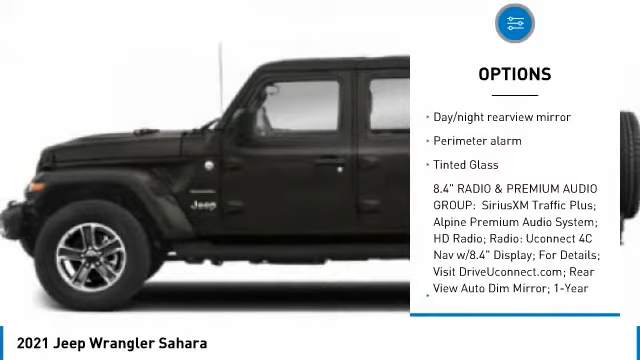 OPTIONS
Day/night rearview mirror
Perimeter alarm
Tinted Glass
8.4" RADIO & PREMIUM AUDIO
GROUP: SiriusXM Traffic Plus;
Alpine Premium Audio System;
HD Radio; Radio: Uconnect 4C
Nav w/8.4" Display; For Details;
Visit DriveUconnect.com; Rear
View Auto Dim Mirror; 1-Year
Jeep
2021 Jeep Wrangler Sahara